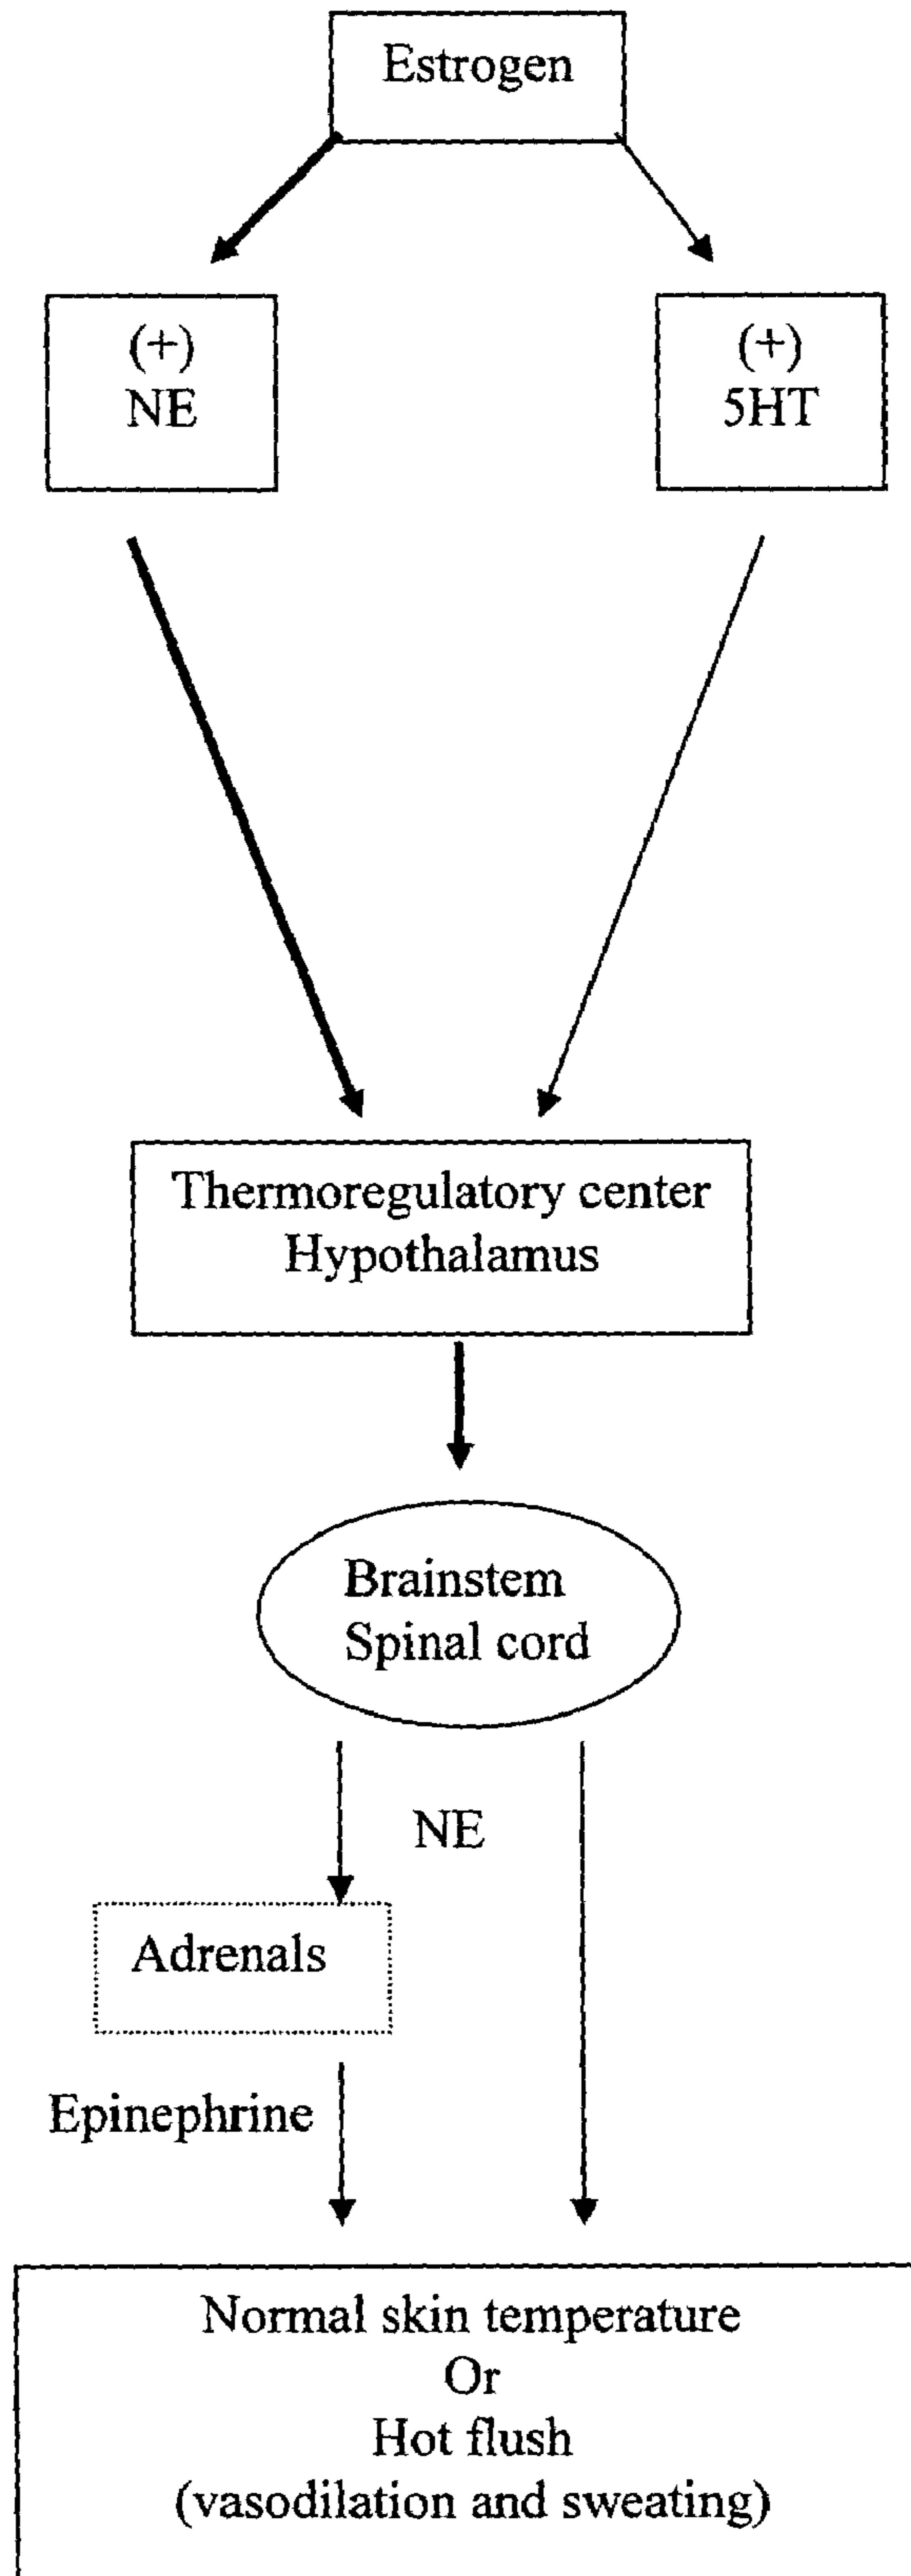 Estrogen
(+)
NE
(+)
5HT
Thermoregulatory center
Hypothalamus
Brainstem
Spinal cord
NE
Adrenals
Epinephrine
Normal skin temperature
Or
Hot flush
(vasodilation and sweating)